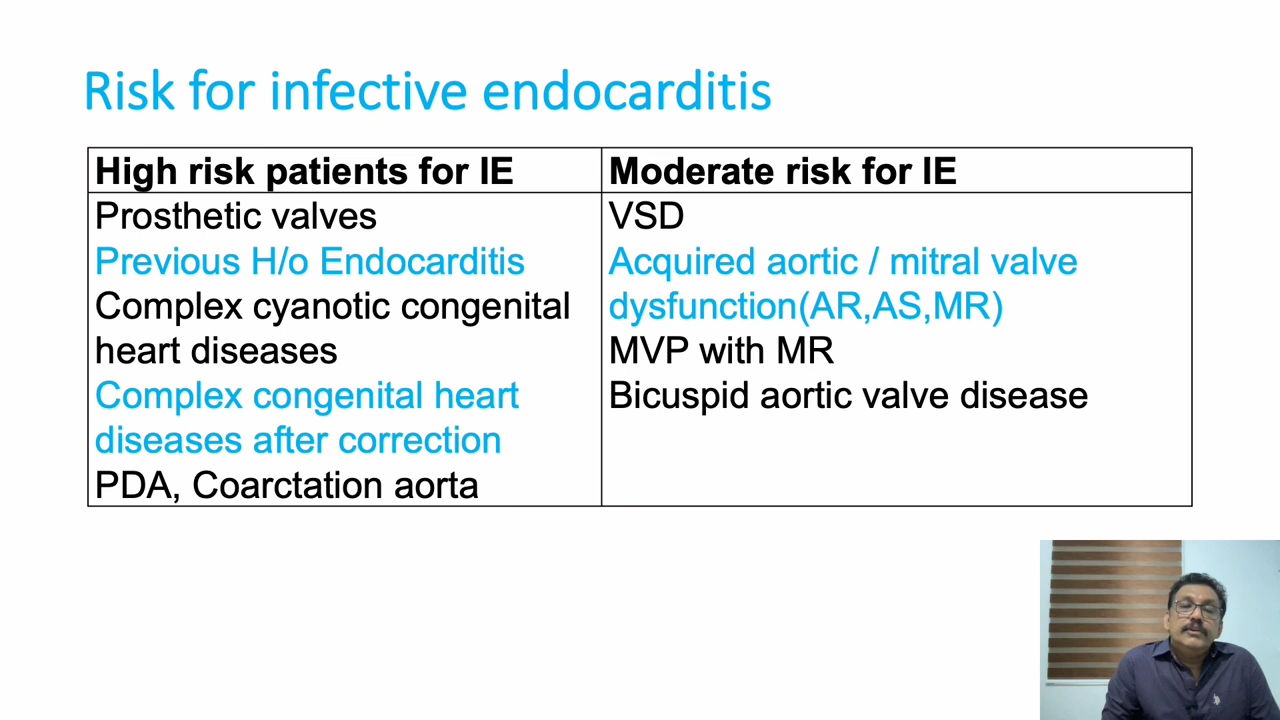 Risk for infective endocarditis
High risk patients for IE
Prosthetic valves
Previous H/o Endocarditis
Complex cyanotic congenital
heart diseases
Complex congenital heart
diseases after correction
PDA, Coarctation aorta
Moderate risk for IE
VSD
Acquired aortic / mitral valve
dysfunction(AR,AS,MR)
MVP with MR
Bicuspid aortic valve disease